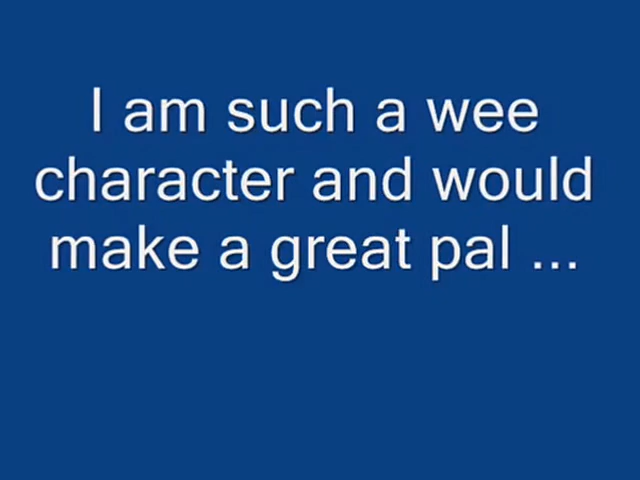 I am such a wee
character and would
make a great pal ...